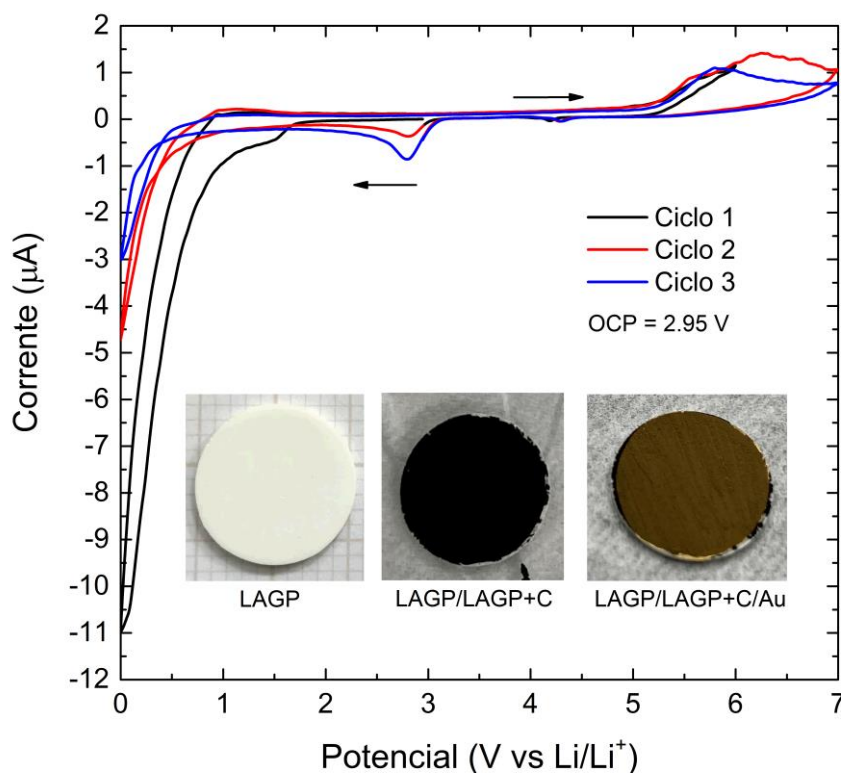 2
1
0
-1
-2
-3
-4
-5
-6
-7
-8
-9
-10
-11
-12
Corrente (μA)
Ciclo 1
Ciclo 2
Ciclo 3
OCP = 2.95 V
LAGP
LAGP/LAGP+C
LAGP/LAGP+C/Au
0 1 2 3 4 5 6 7
Potencial (V vs Li/Li⁺)